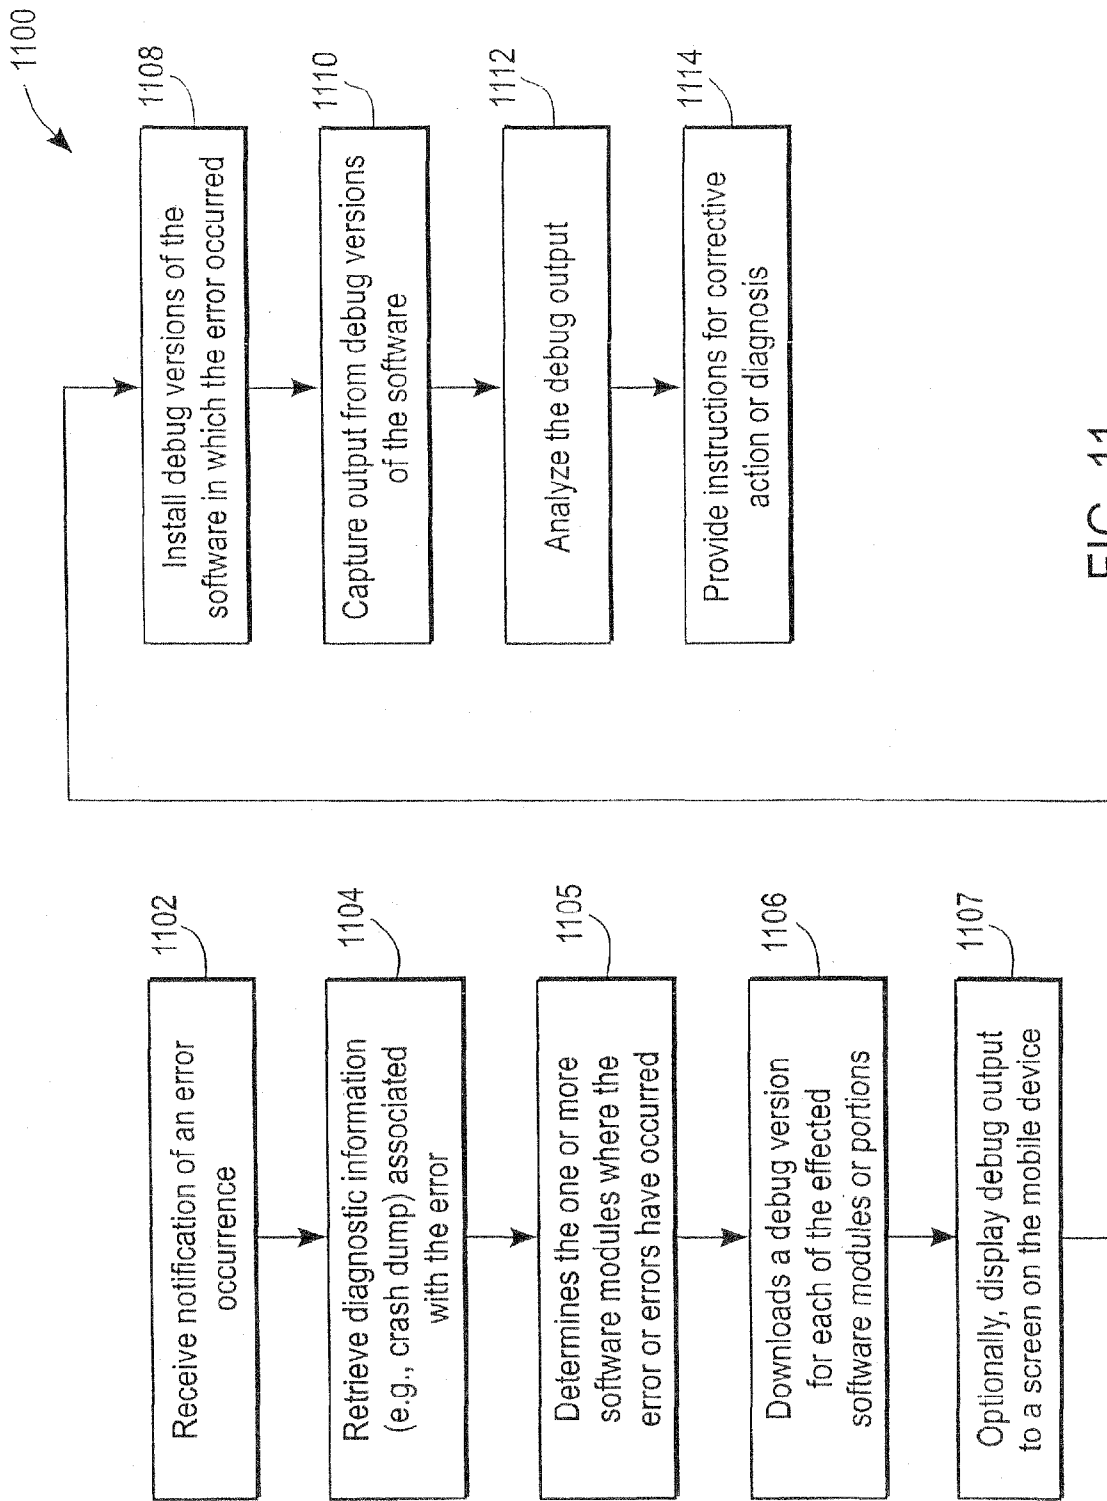 1100
1102
Receive notification of an error
occurrence
1104
Retrieve diagnostic information
(e.g., crash dump) associated
with the error
1105
Determines the one or more
software modules where the
error or errors have occurred
1106
Downloads a debug version
for each of the effected
software modules or portions
1107
Optionally, display debug output
to a screen on the mobile device
1108
Install debug versions of the
software in which the error occurred
1110
Capture output from debug versions
of the software
1112
Analyze the debug output
1114
Provide instructions for corrective
action or diagnosis
FIG. 11